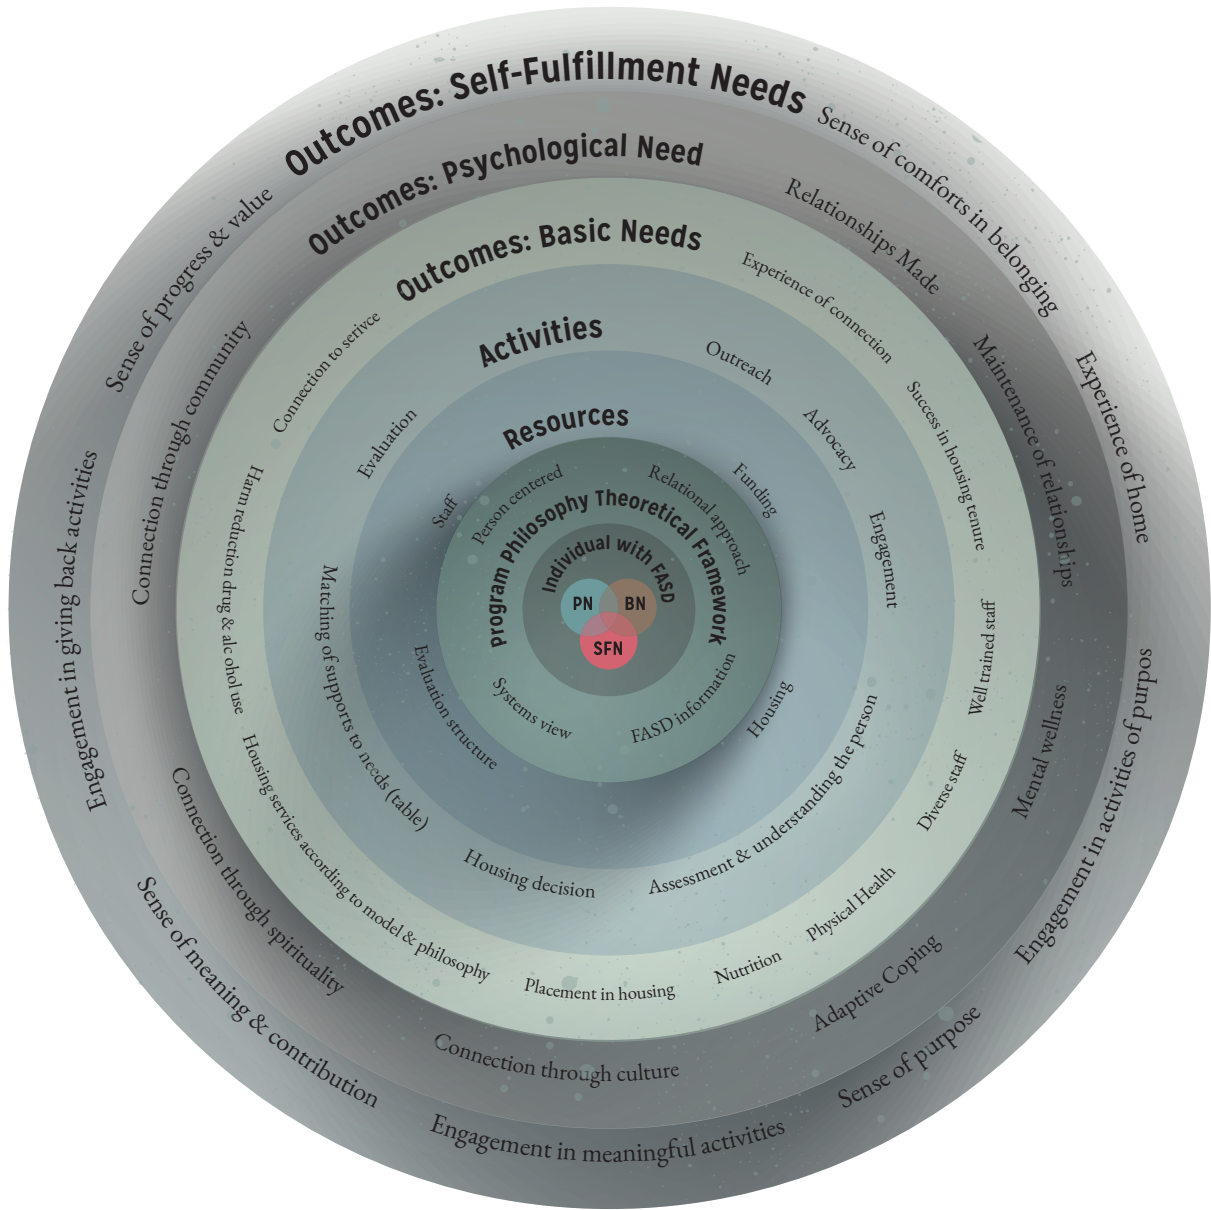 Outcomes: Self-Fulfillment Needs
Sense of comforts in belonging
Experience of home
Engagement in activities of purpos
Sense of purpose
Engagement in meaningful activities
Sense of meaning & contribution
Engagement in giving back activities
Sense of progress & value
Outcomes: Psychological Need
Relationships Made
Maintenance of relationships
Mental wellness
Adaptive Coping
Connection through culture
Connection through spirituality
Connection through community
Outcomes: Basic Needs
Experience of connection
Success in housing tenure
Well trained staff
Diverse staff
Physical Health
Nutrition
Placement in housing
Housing services according to model & philosophy
Harm reduction drug & alc ohol use
Connection to serivce
Activities
Outreach
Advocacy
Engagement
Assessment & understanding the person
Housing decision
Matching of supports to needs (table)
Evaluation
Resources
Funding
Housing
Evaluation structure
Staff
Person centered
Relational approach
Program Philosophy Theoretical Framework
FASD information
Systems view
Individual with FASD
PN
BN
SFN